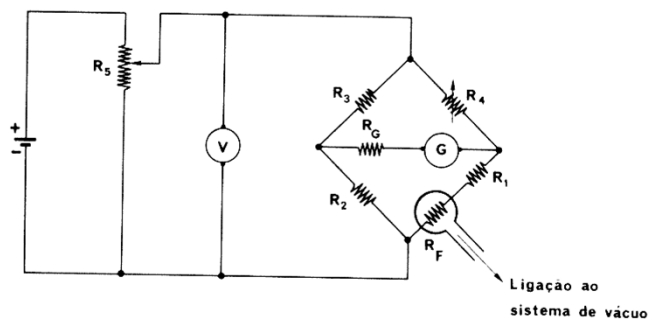 R5
V
R3
R4
RG
G
R2
R1
RF
+
-
Ligação ao
sistema de vácuo